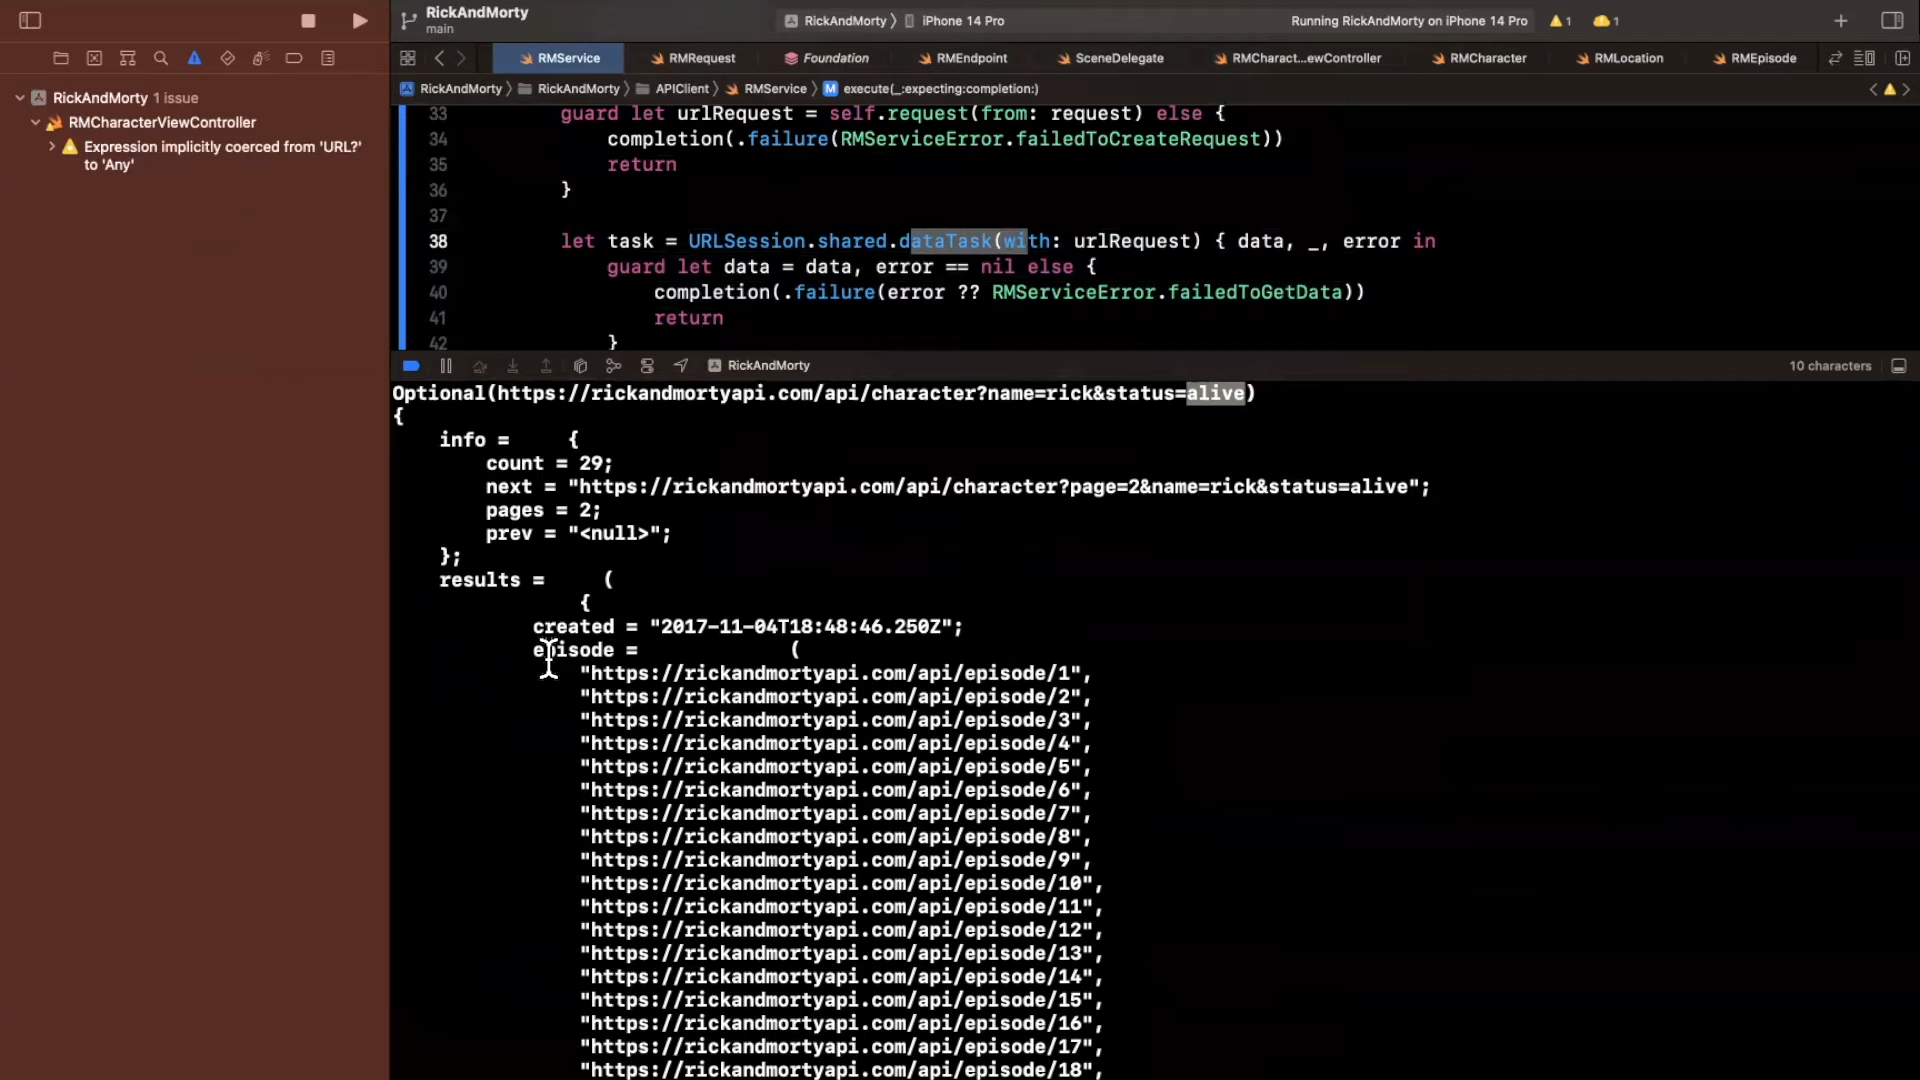 RickAndMorty
main
RickAndMorty
iPhone 14 Pro
Running RickAndMorty on iPhone 14 Pro
1
1
RMService
RMRequest
Foundation
RMEndpoint
SceneDelegate
RMCharact...ewController
RMCharacter
RMLocation
RMEpisode
RickAndMorty 1 issue
RMCharacterViewController
Expression implicitly coerced from 'URL?'
to 'Any'
RickAndMorty
RickAndMorty
APIClient
RMService
M execute(_:expecting:completion:)
33 guard let urlRequest = self.request(from: request) else {
34 completion(.failure(RMServiceError.failedToCreateRequest))
35 return
36 }
37
38 let task = URLSession.shared.dataTask(with: urlRequest) { data, _, error in
39 guard let data = data, error == nil else {
40 completion(.failure(error ?? RMServiceError.failedToGetData))
41 return
42 }
RickAndMorty
10 characters
Optional(https://rickandmortyapi.com/api/character?name=rick&status=alive)
{
info = {
count = 29;
next = "https://rickandmortyapi.com/api/character?page=2&name=rick&status=alive";
pages = 2;
prev = "<null>";
};
results = (
{
created = "2017-11-04T18:48:46.250Z";
episode = (
"https://rickandmortyapi.com/api/episode/1",
"https://rickandmortyapi.com/api/episode/2",
"https://rickandmortyapi.com/api/episode/3",
"https://rickandmortyapi.com/api/episode/4",
"https://rickandmortyapi.com/api/episode/5",
"https://rickandmortyapi.com/api/episode/6",
"https://rickandmortyapi.com/api/episode/7",
"https://rickandmortyapi.com/api/episode/8",
"https://rickandmortyapi.com/api/episode/9",
"https://rickandmortyapi.com/api/episode/10",
"https://rickandmortyapi.com/api/episode/11",
"https://rickandmortyapi.com/api/episode/12",
"https://rickandmortyapi.com/api/episode/13",
"https://rickandmortyapi.com/api/episode/14",
"https://rickandmortyapi.com/api/episode/15",
"https://rickandmortyapi.com/api/episode/16",
"https://rickandmortyapi.com/api/episode/17",
"https://rickandmortyapi.com/api/episode/18",